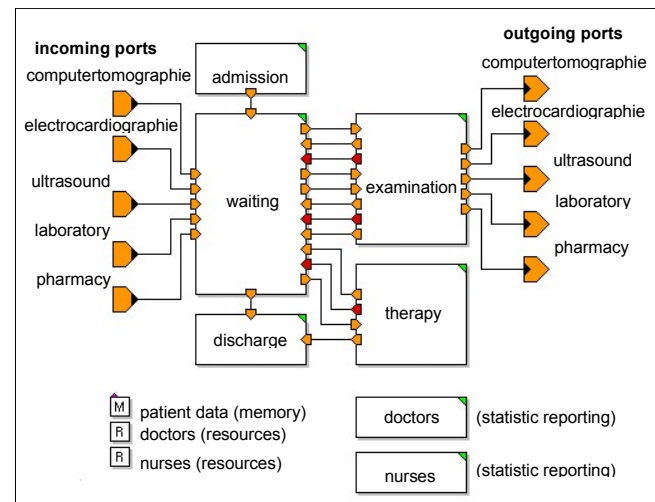 incoming ports
outgoing ports
computertomographie
computertomographie
admission
electrocardiographie
electrocardiographie
ultrasound
ultrasound
waiting
examination
laboratory
laboratory
pharmacy
pharmacy
therapy
discharge
M patient data (memory)
R doctors (resources)
R nurses (resources)
doctors (statistic reporting)
nurses (statistic reporting)